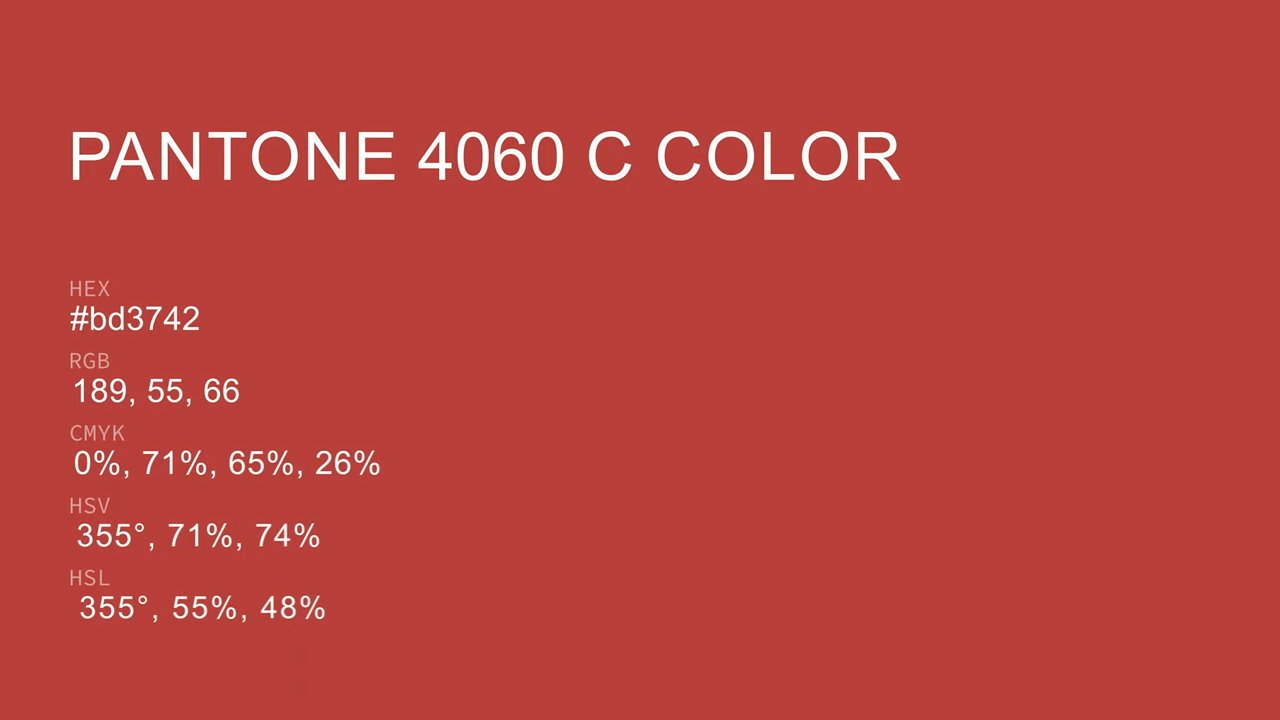 PANTONE 4060 C COLOR
HEX
#bd3742
RGB
189, 55, 66
CMYK
0%, 71%, 65%, 26%
HSV
355°, 71%, 74%
HSL
355°, 55%, 48%